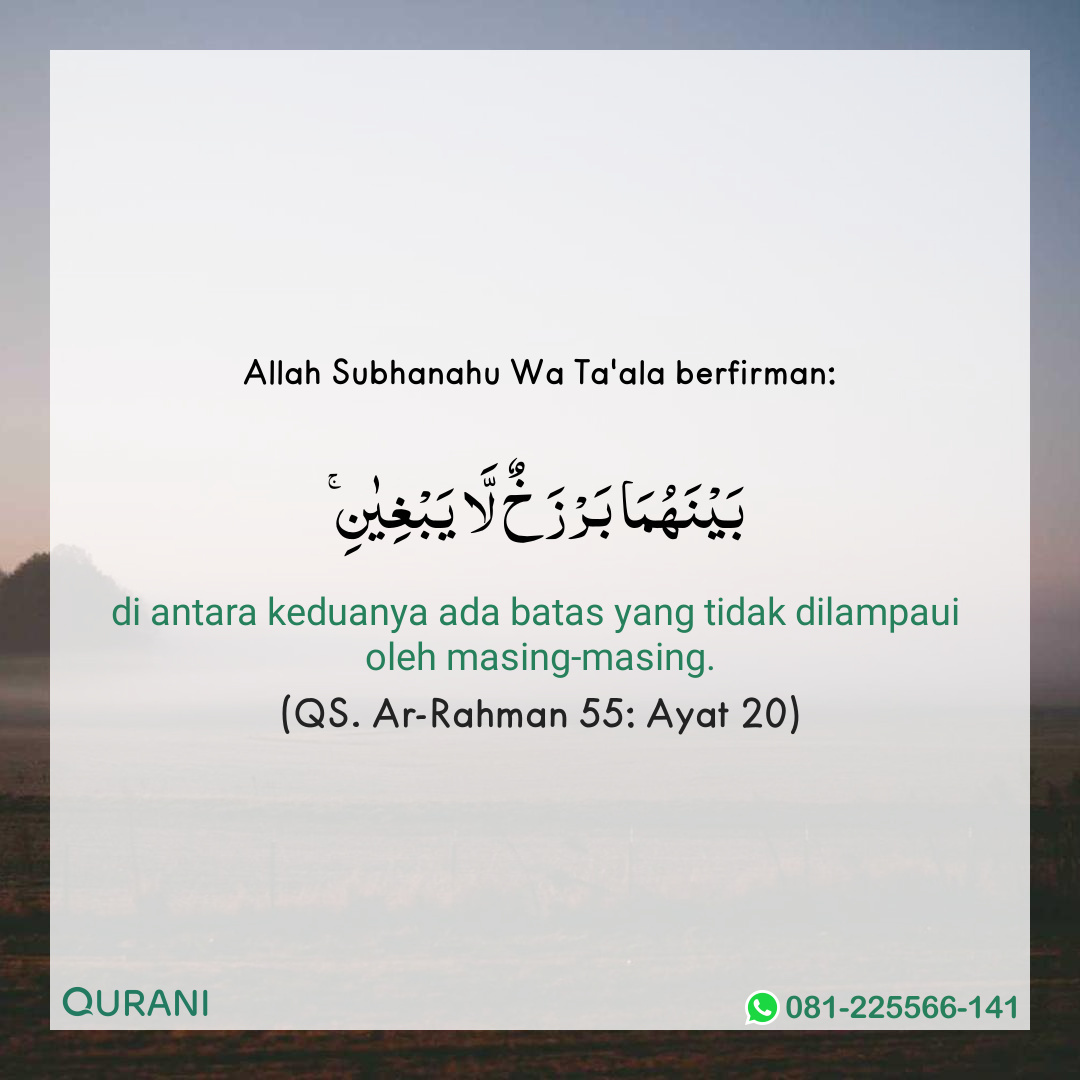 Allah Subhanahu Wa Ta'ala berfirman:
بَيْنَهُمَا بَرْزَخٌ لَّا يَبْغِيٰنِۚ
di antara keduanya ada batas yang tidak dilampaui
oleh masing-masing.
(QS. Ar-Rahman 55: Ayat 20)
QURANI
081-225566-141